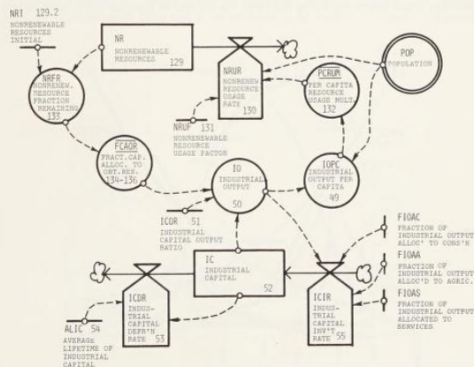 NRI 129.2
NONRENEWABLE
RESOURCES
INITIAL
NR
NONRENEWABLE
RESOURCES 129
NRUR
NONRENEW
RESOURCE
USAGE
RATE
130
PCRUM
PER CAPITA
RESOURCE
USAGE MULT.
132
POP
POPULATION
NRFR
NONRENEW.
RESOURCE
FRACTION
REMAINING
133
NRUF 131
NONRENEWABLE
RESOURCE
USAGE FACTOR
FCAOR
FRACT.CAP.
ALLOC. TO
OBT.RES.
134-136
IO
INDUSTRIAL
OUTPUT
50
IOPC
INDUSTRIAL
OUTPUT PER
CAPITA
49
ICOR 51
INDUSTRIAL
CAPITAL OUTPUT
RATIO
IC
INDUSTRIAL
CAPITAL
52
FIOAC
FRACTION OF
INDUSTRIAL OUTPUT
ALLOC' TO CONS'N
FIOAA
FRACTION OF
INDUSTRIAL OUTPUT
ALLOC'D TO AGRIC.
FIOAS
FRACTION OF
INDUSTRIAL OUTPUT
ALLOCATED TO
SERVICES
ICDR
INDUS-
TRIAL
CAPITAL
DEPR'N
RATE 53
ICIR
INDUS-
TRIAL
CAPITAL
INV'T
RATE 55
ALIC 54
AVERAGE
LIFETIME OF
INDUSTRIAL
CAPITAL